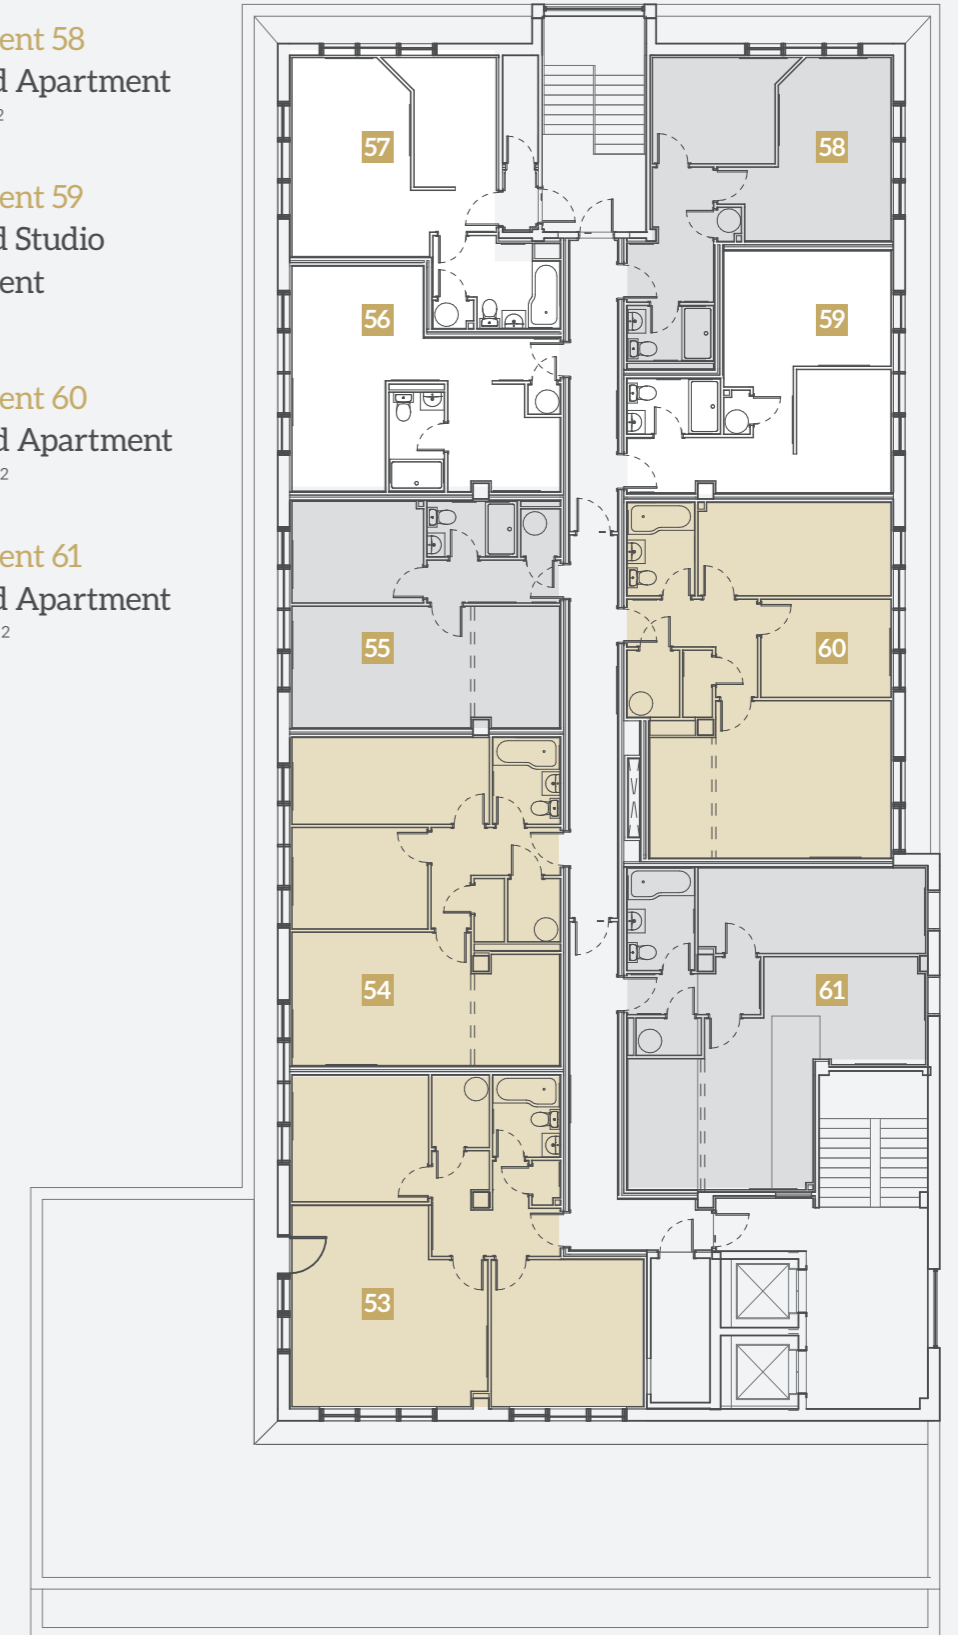 ent 58
d Apartment
2
ent 59
d Studio
ent
ent 60
d Apartment
2
ent 61
d Apartment
2
57
58
56
59
55
60
54
61
53